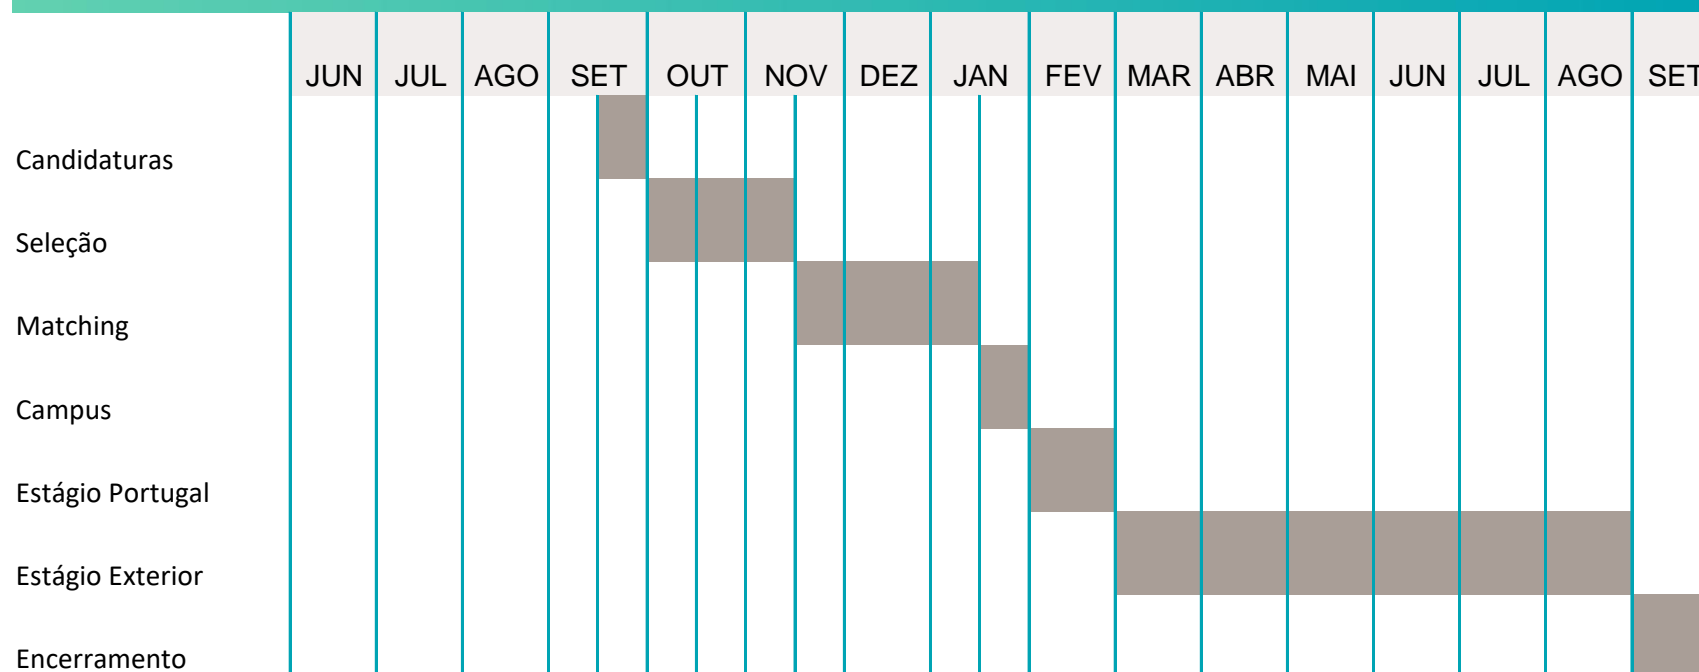 JUN JUL AGO SET OUT NOV DEZ JAN FEV MAR ABR MAI JUN JUL AGO SET
Candidaturas
Seleção
Matching
Campus
Estágio Portugal
Estágio Exterior
Encerramento